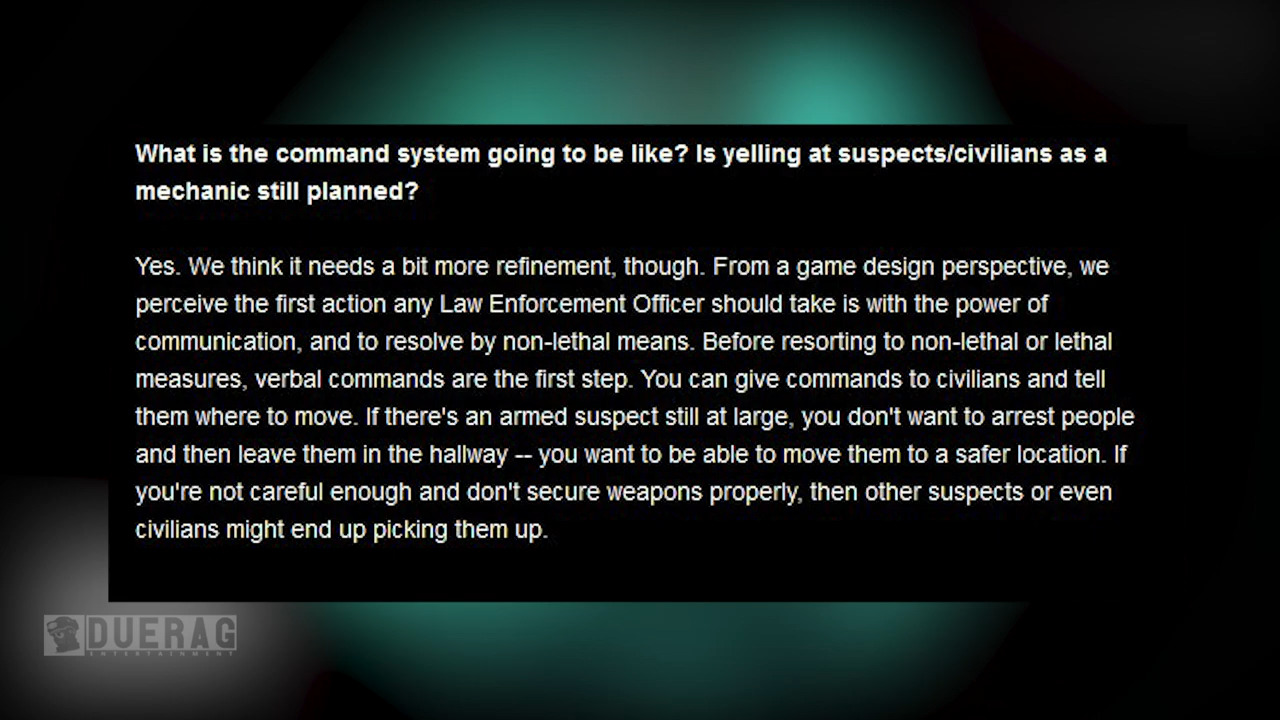 What is the command system going to be like? Is yelling at suspects/civilians as a
mechanic still planned?
Yes. We think it needs a bit more refinement, though. From a game design perspective, we
perceive the first action any Law Enforcement Officer should take is with the power of
communication, and to resolve by non-lethal means. Before resorting to non-lethal or lethal
measures, verbal commands are the first step. You can give commands to civilians and tell
them where to move. If there's an armed suspect still at large, you don't want to arrest people
and then leave them in the hallway -- you want to be able to move them to a safer location. If
you're not careful enough and don't secure weapons properly, then other suspects or even
civilians might end up picking them up.
DUERAG
ENTERTAINMENT